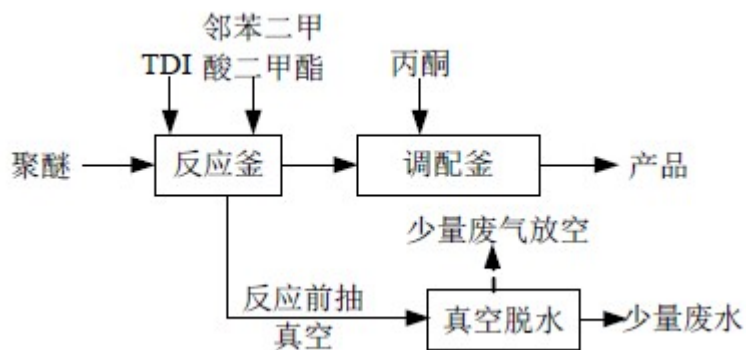 邻苯二甲
TDI 酸二甲酯
丙酮
聚醚
反应釜
调配釜
产品
少量废气放空
反应前抽
真空
真空脱水
少量废水